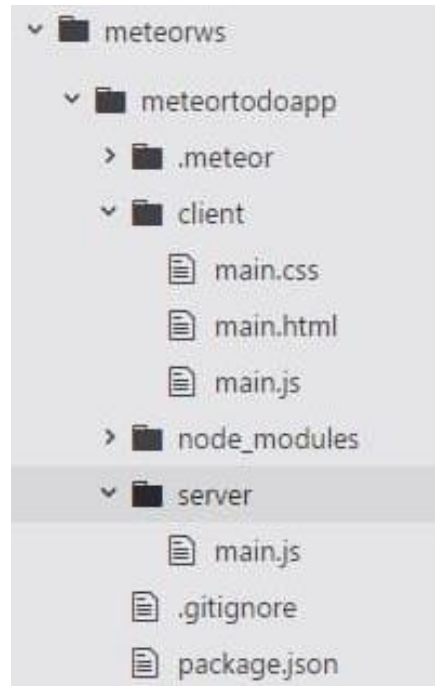 meteorws
meteortodoapp
.meteor
client
main.css
main.html
main.js
node_modules
server
main.js
.gitignore
package.json